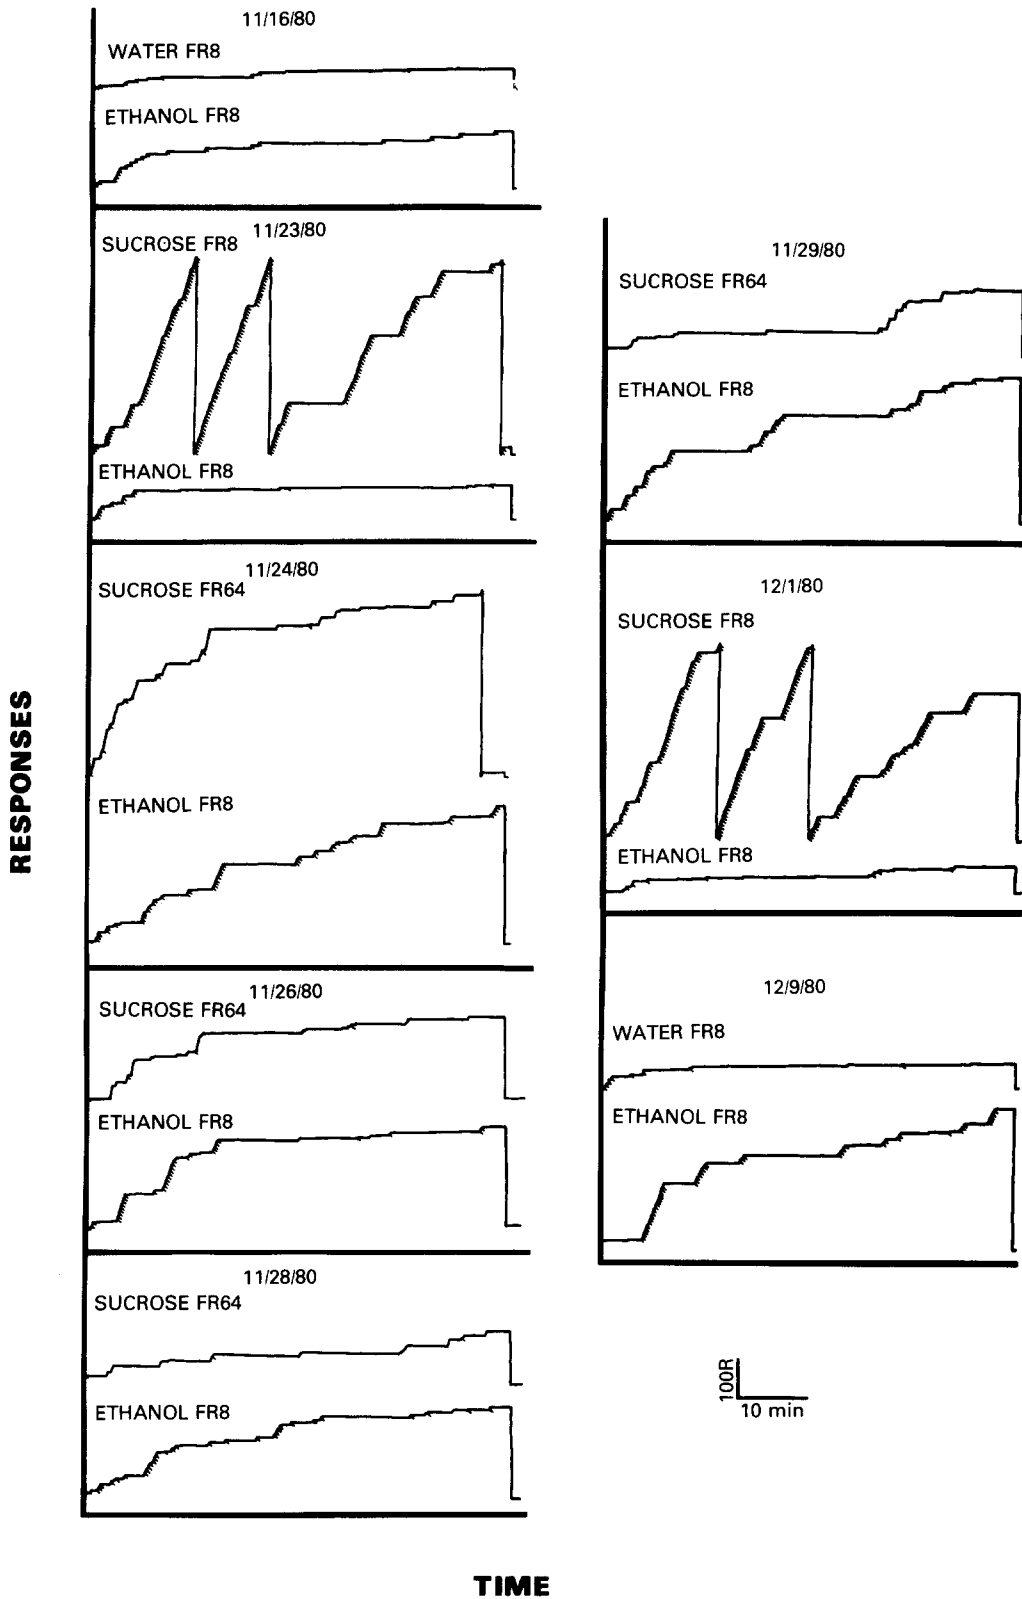 11/16/80
WATER FR8
ETHANOL FR8
11/23/80
SUCROSE FR8
ETHANOL FR8
11/24/80
SUCROSE FR64
ETHANOL FR8
11/26/80
SUCROSE FR64
ETHANOL FR8
11/28/80
SUCROSE FR64
ETHANOL FR8
11/29/80
SUCROSE FR64
ETHANOL FR8
12/1/80
SUCROSE FR8
ETHANOL FR8
12/9/80
WATER FR8
ETHANOL FR8
100R
10 min
RESPONSES
TIME